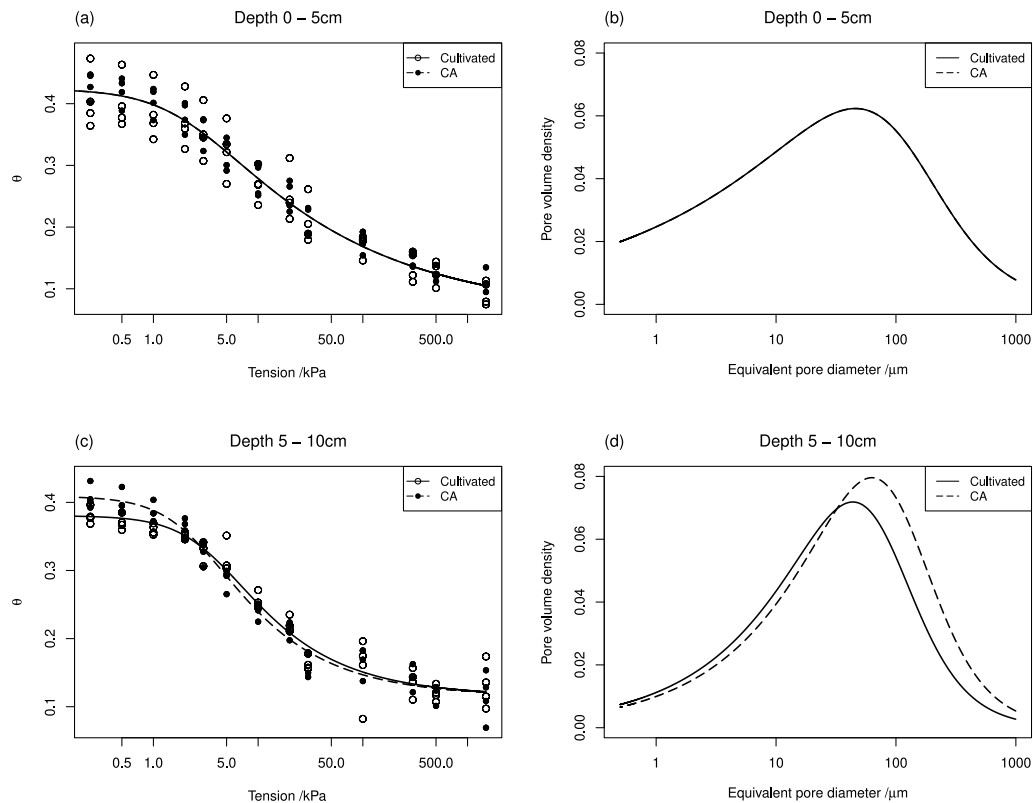 (a)
Depth 0 – 5cm
Cultivated
CA
0.4
0.3
0.2
0.1
θ
0.5
1.0
5.0
50.0
500.0
Tension /kPa
(b)
Depth 0 – 5cm
Cultivated
CA
0.08
0.06
0.04
0.02
0.00
Pore volume density
1
10
100
1000
Equivalent pore diameter /μm
(c)
Depth 5 – 10cm
Cultivated
CA
0.4
0.3
0.2
0.1
θ
0.5
1.0
5.0
50.0
500.0
Tension /kPa
(d)
Depth 5 – 10cm
Cultivated
CA
0.08
0.06
0.04
0.02
0.00
Pore volume density
1
10
100
1000
Equivalent pore diameter /μm